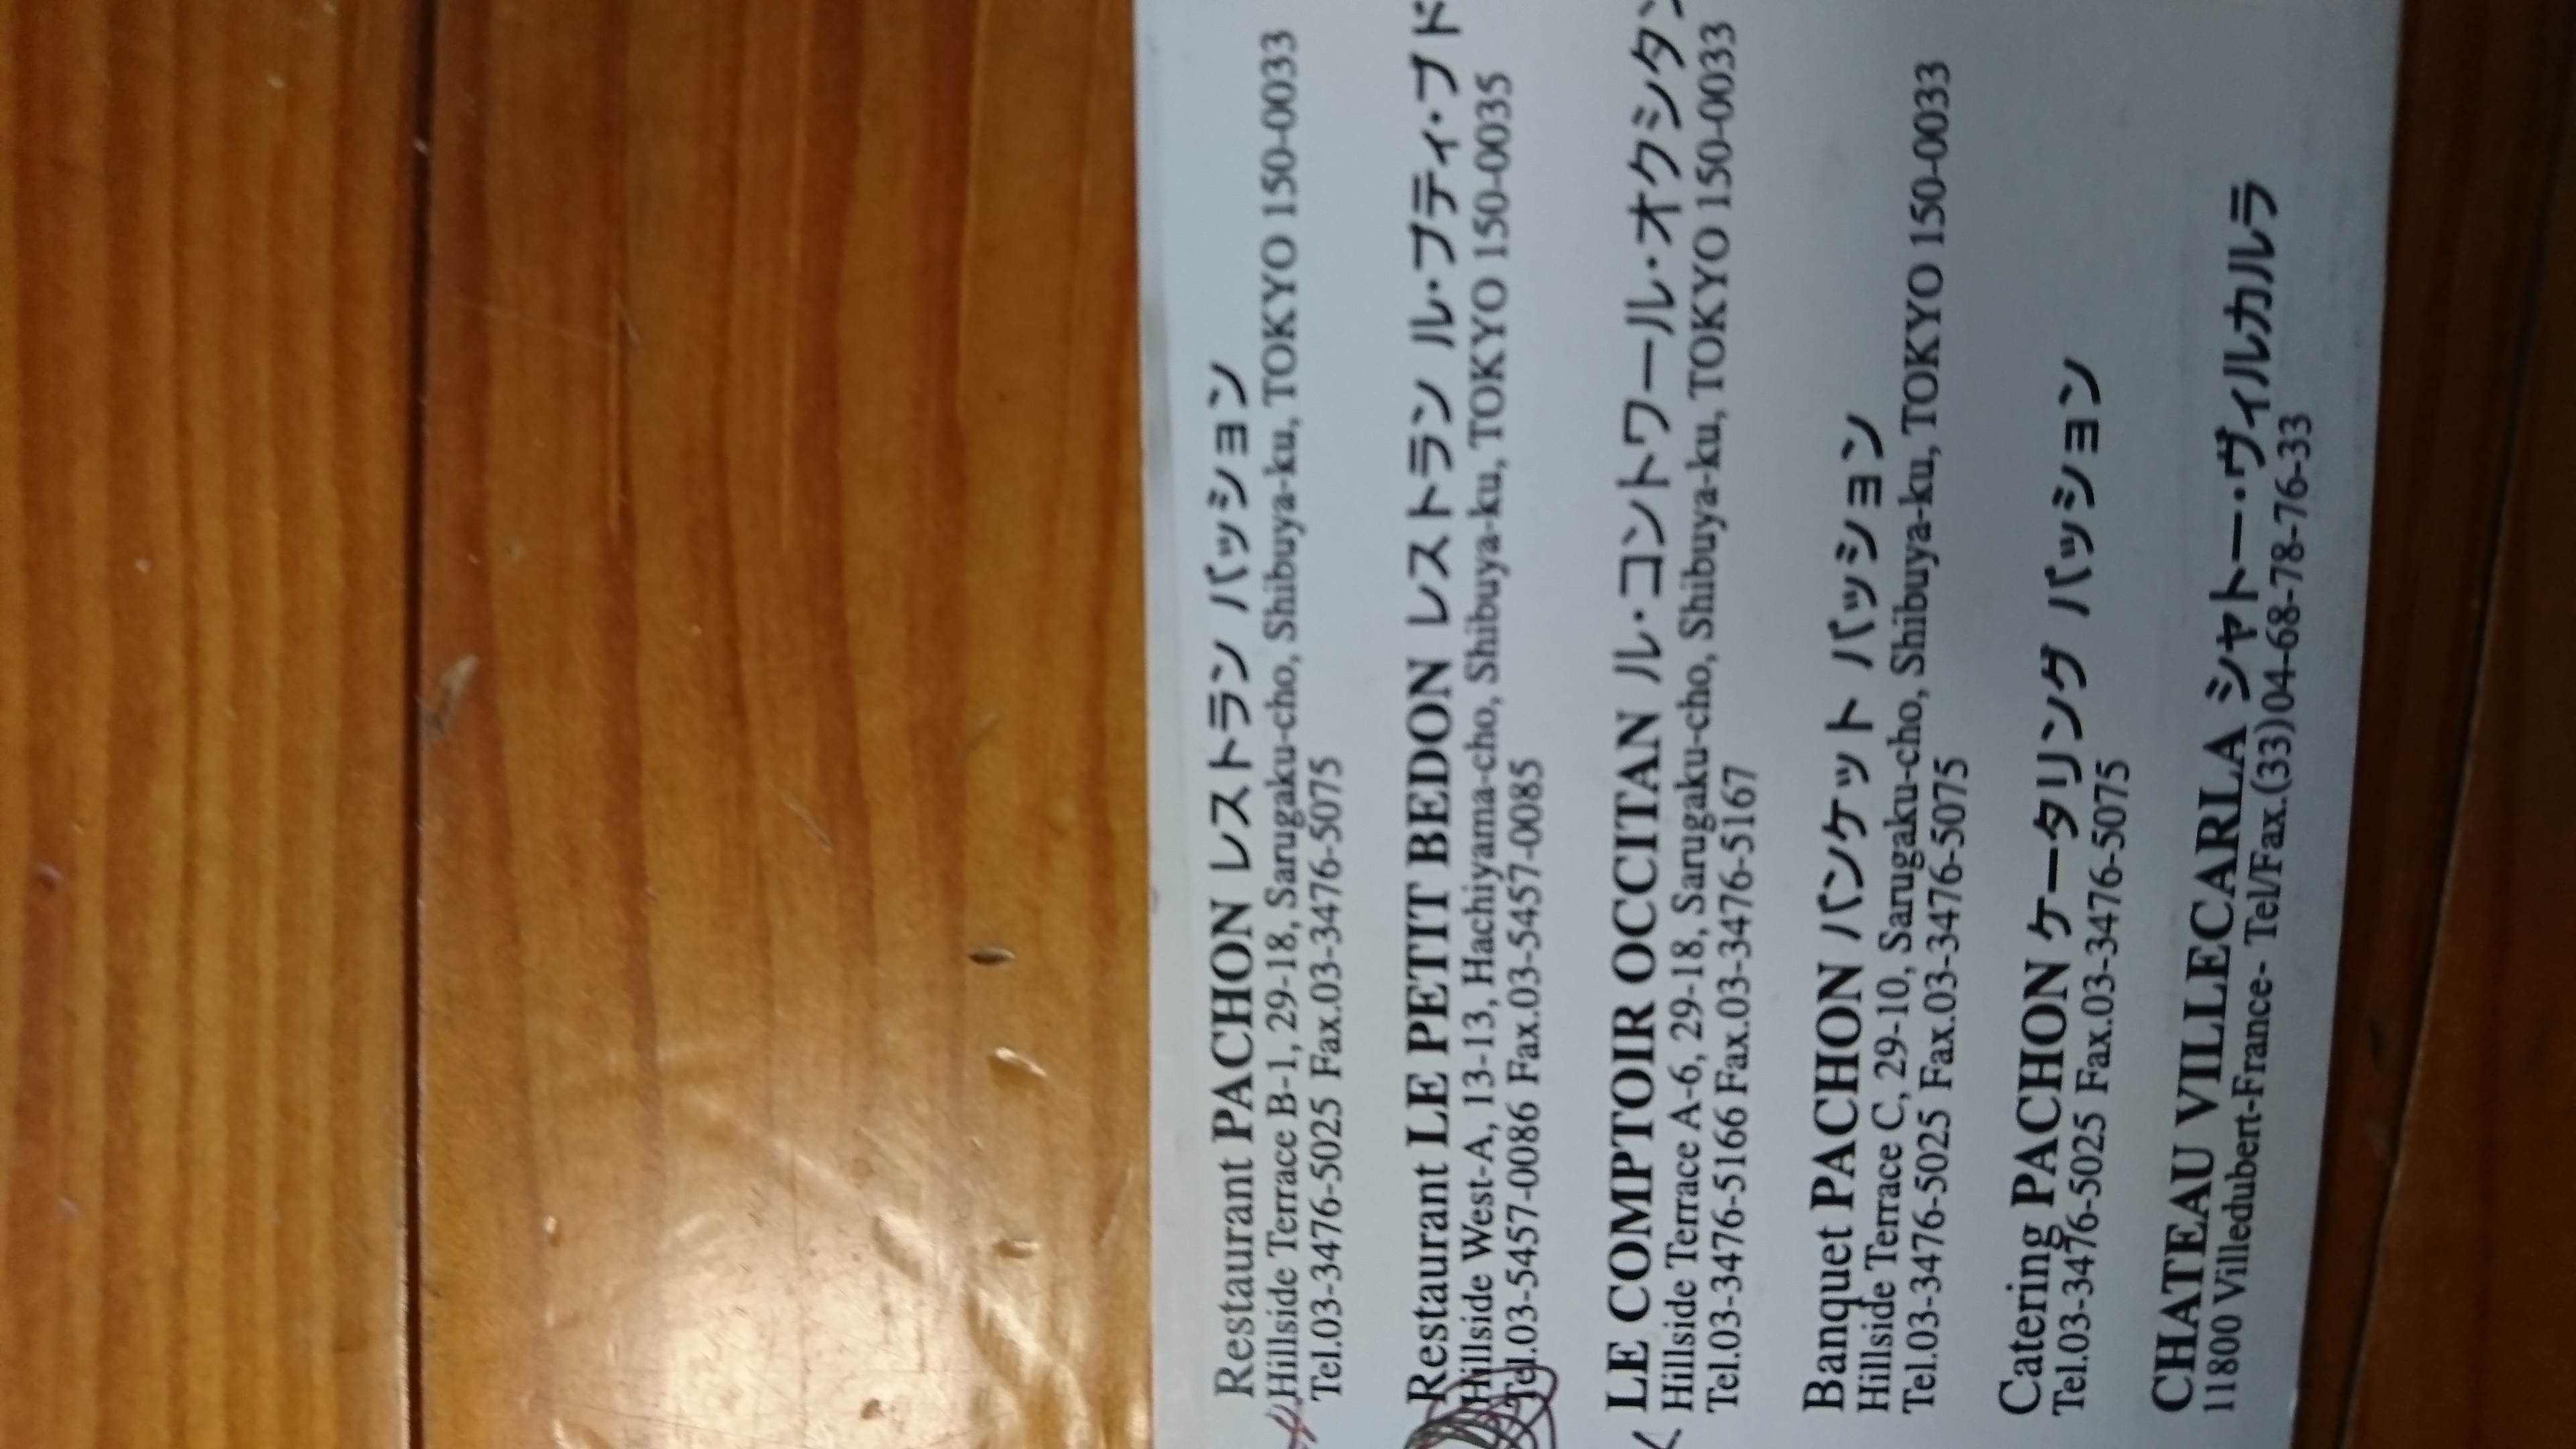 Restaurant PACHON レストラン パッション
Hillside Terrace B-1, 29-18, Sarugaku-cho, Shibuya-ku, TOKYO 150-0033
Tel.03-3476-5025 Fax.03-3476-5075
Restaurant LE PETIT BEDON レストラン ル・プティ・ブド
Hillside West-A, 13-13, Hachiyama-cho, Shibuya-ku, TOKYO 150-0035
Tel.03-5457-0086 Fax.03-5457-0085
LE COMPTOIR OCCITAN ル・コントワール・オクシタン
Hillside Terrace A-6, 29-18, Sarugaku-cho, Shibuya-ku, TOKYO 150-0033
Tel.03-3476-5166 Fax.03-3476-5167
Banquet PACHON バンケット パッション
Hillside Terrace C, 29-10, Sarugaku-cho, Shibuya-ku, TOKYO 150-0033
Tel.03-3476-5025 Fax.03-3476-5075
Catering PACHON ケータリング パッション
Tel.03-3476-5025 Fax.03-3476-5075
CHATEAU VILLECARLA シャトー・ヴィルカルラ
11800 Villedubert-France- Tel/Fax.(33)04-68-78-76-33